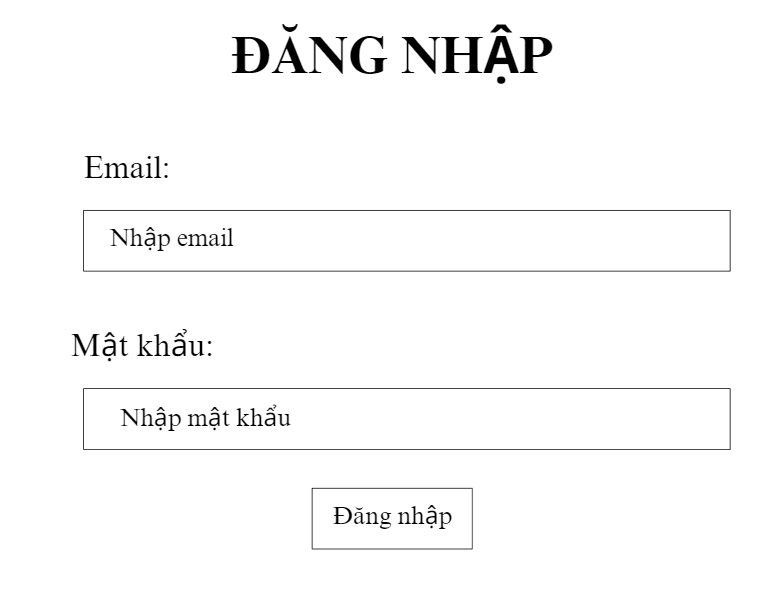 ĐĂNG NHẬP
Email:
Nhập email
Mật khẩu:
Nhập mật khẩu
Đăng nhập